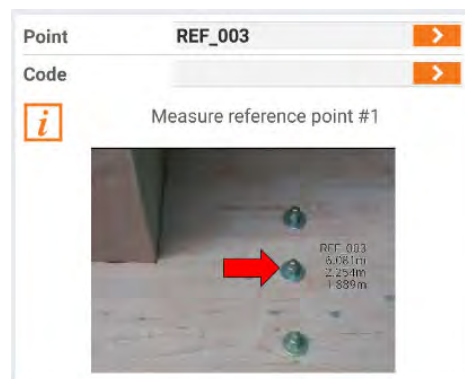 Point REF_003
Code
i
Measure reference point #1
REF_003
6.081m
2.254m
1.889m